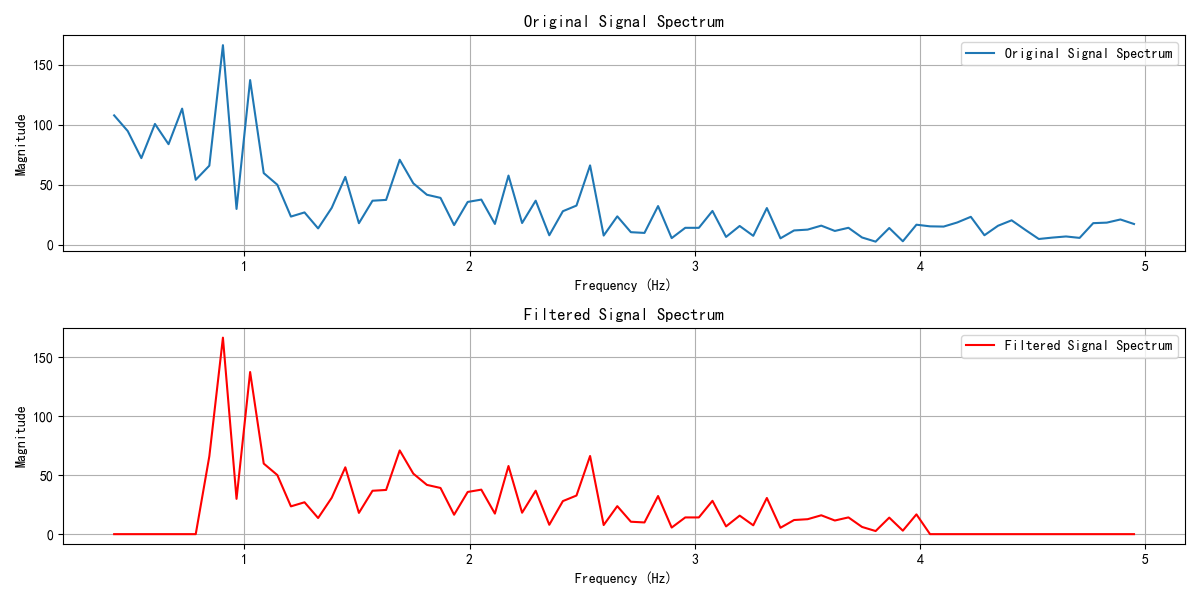 Original Signal Spectrum
Original Signal Spectrum
150
100
50
0
Magnitude
1 2 3 4 5
Frequency (Hz)
Filtered Signal Spectrum
Filtered Signal Spectrum
150
100
50
0
Magnitude
1 2 3 4 5
Frequency (Hz)